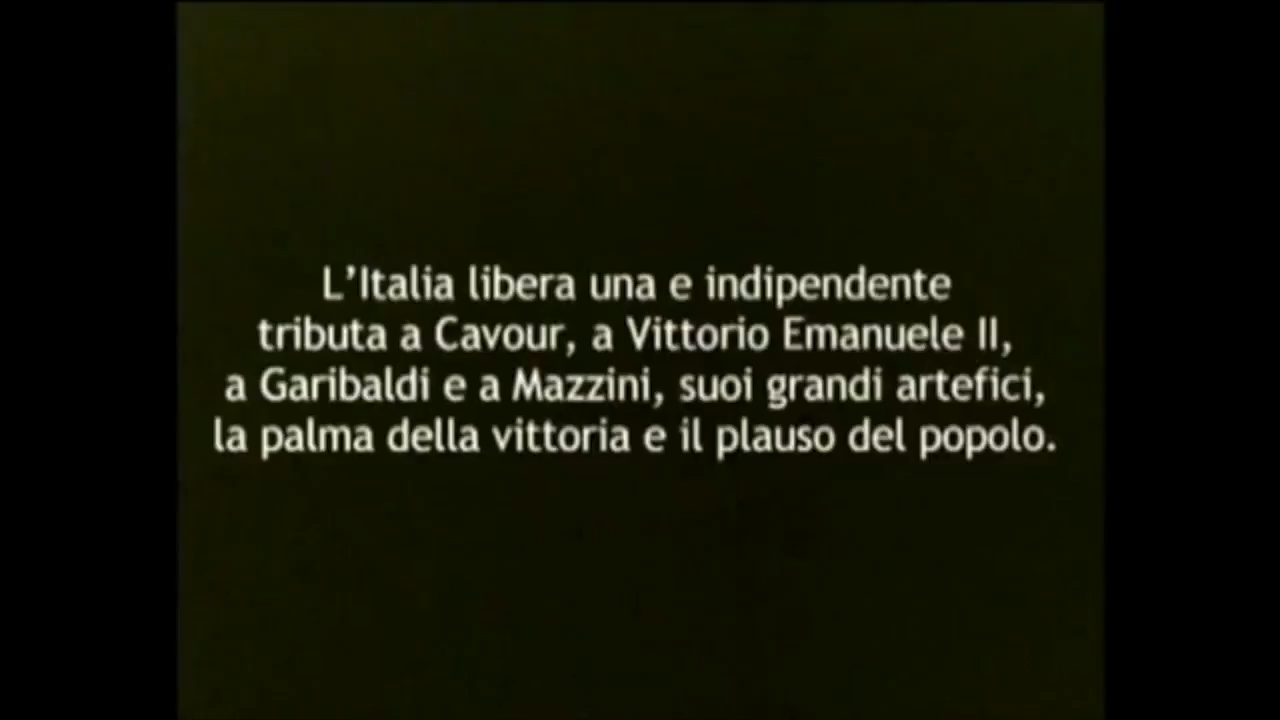 L'Italia libera una e indipendente
tributa a Cavour, a Vittorio Emanuele II,
a Garibaldi e a Mazzini, suoi grandi artefici,
la palma della vittoria e il plauso del popolo.